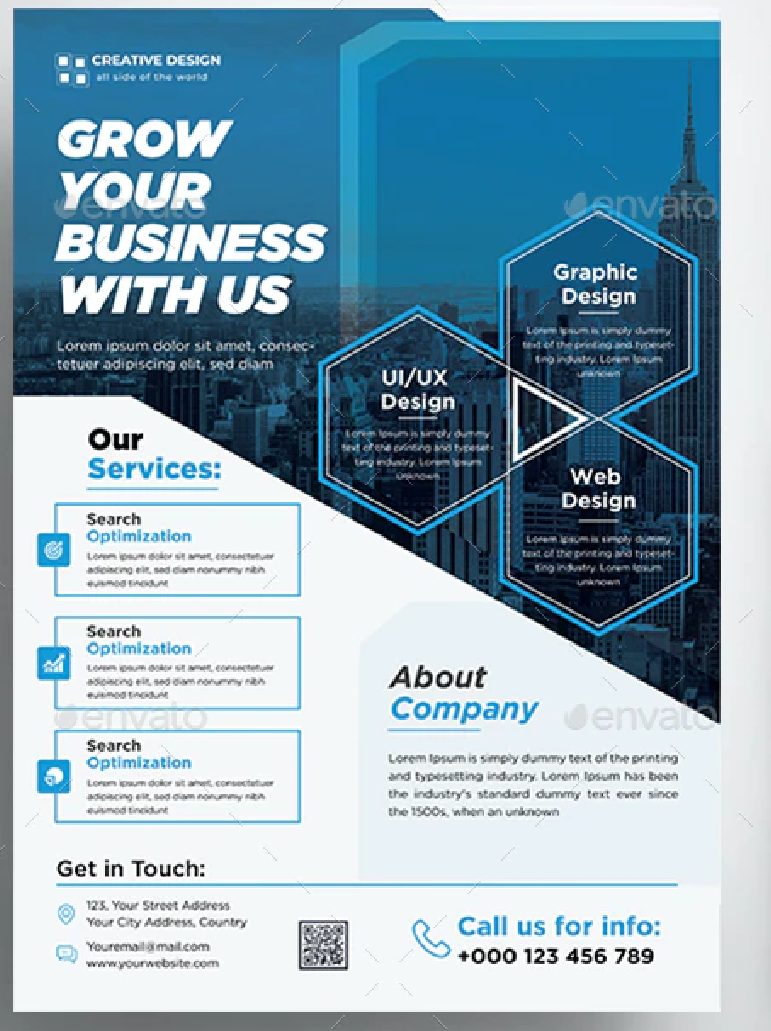 CREATIVE DESIGN
all side of the world
GROW
YOUR
BUSINESS
WITH US
Lorem ipsum dolor sit amet, consec-
tetuer adipiscing elit, sed diam
Graphic
Design
Lorem Ipsum is simply dummy
text of the printing and typeset-
ting industry. Lorem Ipsum
unknown
UI/UX
Design
Lorem Ipsum is simply dummy
text of the printing and typeset-
ting industry. Lorem Ipsum
unknown
Web
Design
Lorem Ipsum is simply dummy
text of the printing and typeset-
ting industry. Lorem Ipsum
unknown
Our
Services:
Search
Optimization
Lorem ipsum dolor sit amet, consectetuer
adipiscing elit, sed diam nonummy nibh
euismod tincidunt
Search
Optimization
Lorem ipsum dolor sit amet, consectetuer
adipiscing elit, sed diam nonummy nibh
euismod tincidunt
Search
Optimization
Lorem ipsum dolor sit amet, consectetuer
adipiscing elit, sed diam nonummy nibh
euismod tincidunt
About
Company
Lorem Ipsum is simply dummy text of the printing
and typesetting industry. Lorem Ipsum has been
the industry's standard dummy text ever since
the 1500s, when an unknown
Get in Touch:
123, Your Street Address
Your City Address, Country
Youremail@mail.com
www.yourwebsite.com
Call us for info:
+000 123 456 789
envato
envato
envato
envato